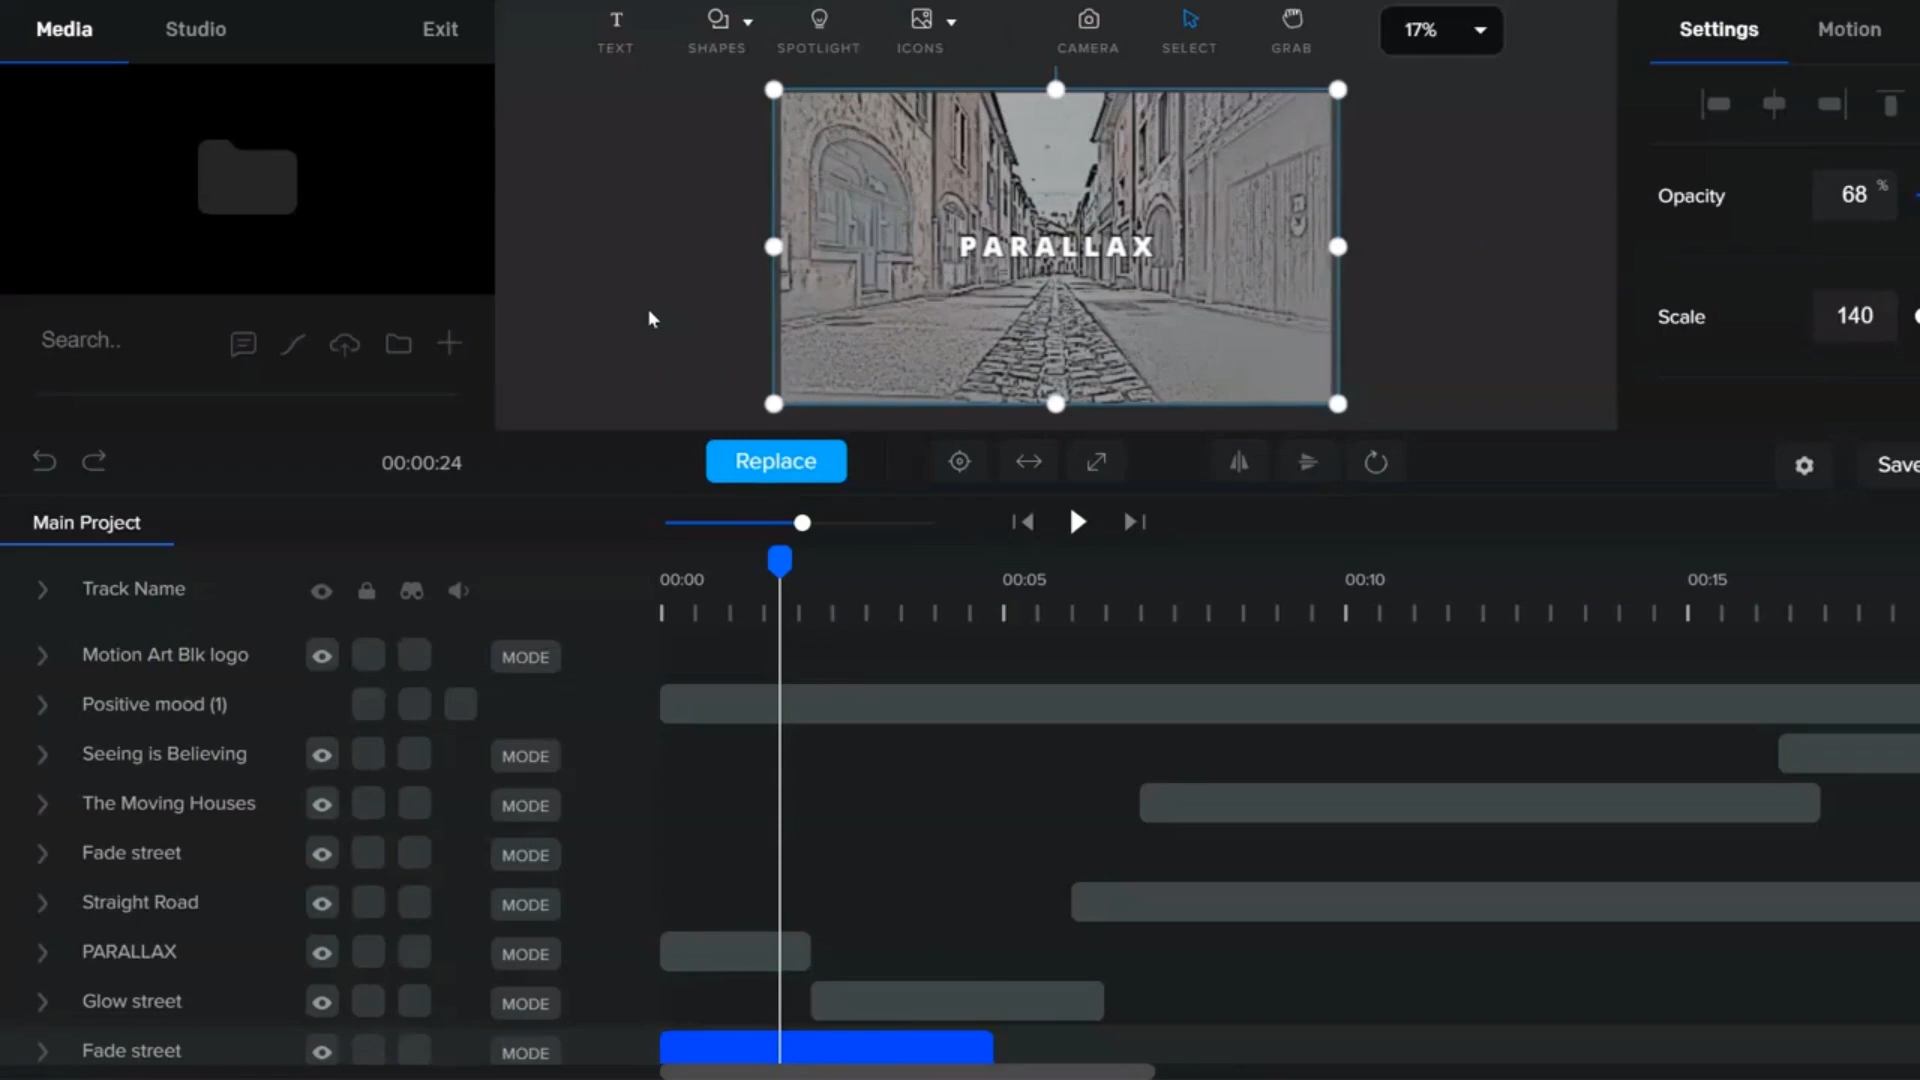 Media
Studio
Exit
TEXT
SHAPES
SPOTLIGHT
ICONS
CAMERA
SELECT
GRAB
17%
Settings
Motion
PARALLAX
Opacity
68 %
Scale
140
Search..
00:00:24
Replace
Save
Main Project
00:00
00:05
00:10
00:15
Track Name
Motion Art Blk logo
MODE
Positive mood (1)
Seeing is Believing
MODE
The Moving Houses
MODE
Fade street
MODE
Straight Road
MODE
PARALLAX
MODE
Glow street
MODE
Fade street
MODE